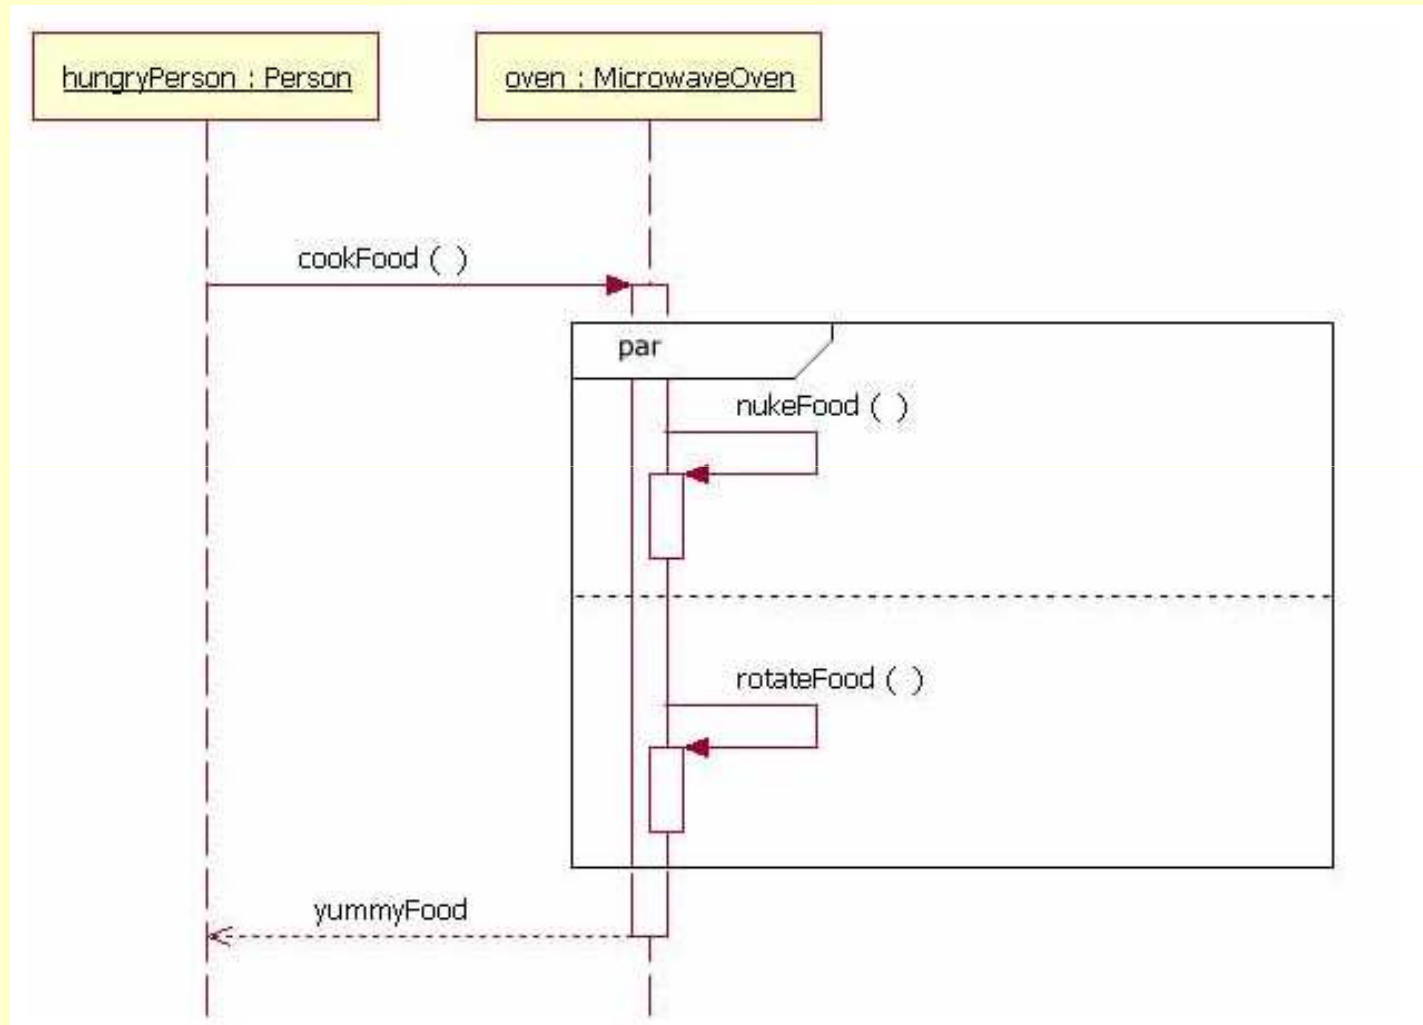 hungryPerson : Person
oven : MicrowaveOven
cookFood ( )
par
nukeFood ( )
rotateFood ( )
yummyFood